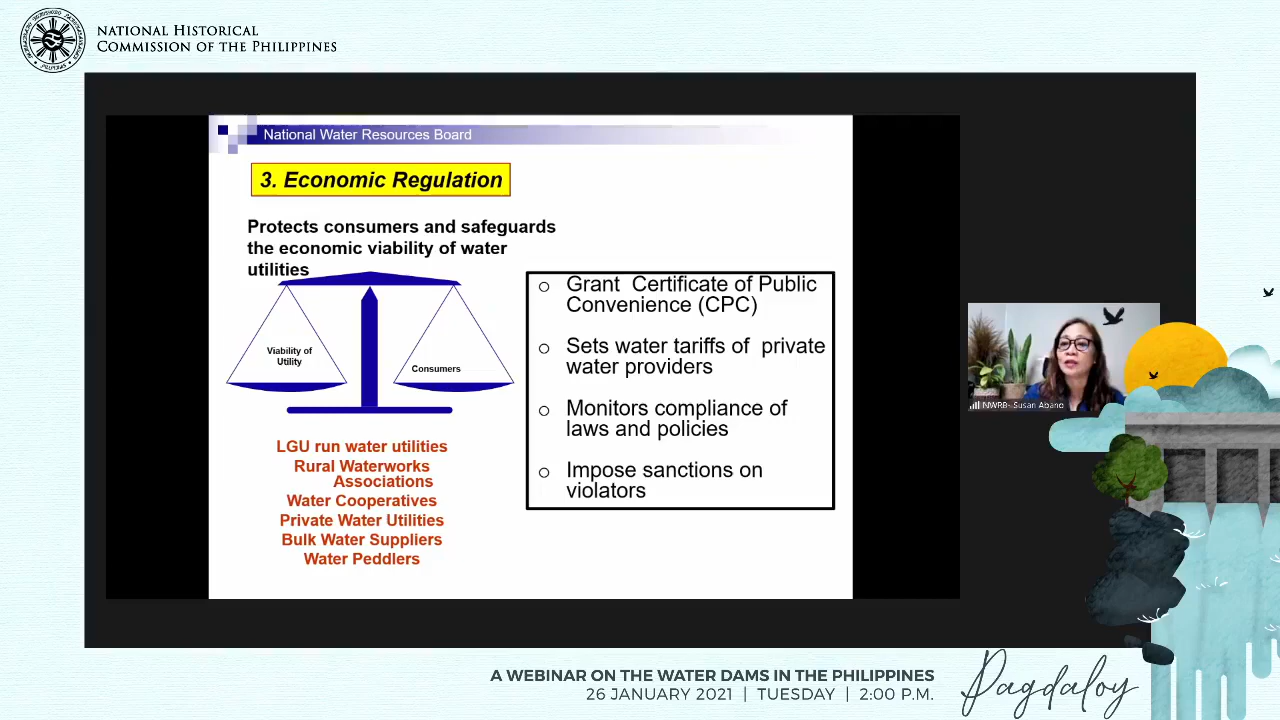 NATIONAL HISTORICAL
COMMISSION OF THE PHILIPPINES
National Water Resources Board
3. Economic Regulation
Protects consumers and safeguards
the economic viability of water
utilities
Viability of
Utility
Consumers
LGU run water utilities
Rural Waterworks
Associations
Water Cooperatives
Private Water Utilities
Bulk Water Suppliers
Water Peddlers
o Grant Certificate of Public
Convenience (CPC)
o Sets water tariffs of private
water providers
o Monitors compliance of
laws and policies
o Impose sanctions on
violators
NWRB- Susan Abano
A WEBINAR ON THE WATER DAMS IN THE PHILIPPINES
26 JANUARY 2021 | TUESDAY | 2:00 P.M.
Pagdaloy